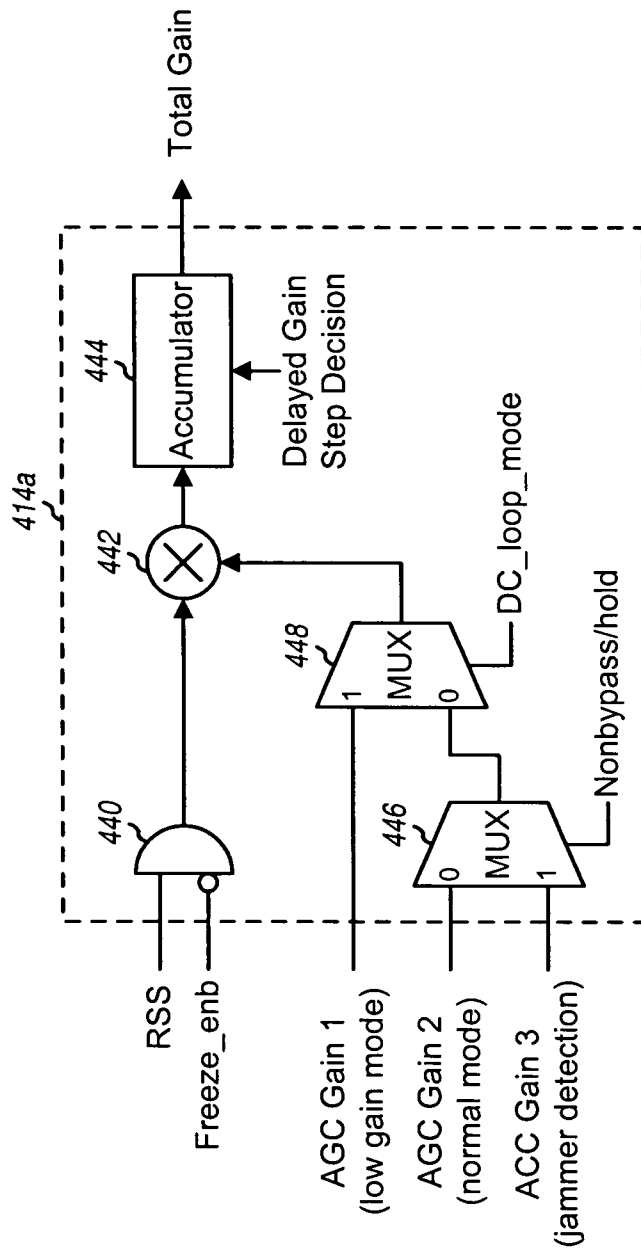 414a
444
Accumulator
Total Gain
Delayed Gain
Step Decision
442
440
RSS
Freeze_enb
448
1
MUX
0
DC_loop_mode
446
0
MUX
1
Nonbypass/hold
AGC Gain 1
(low gain mode)
AGC Gain 2
(normal mode)
ACC Gain 3
(jammer detection)